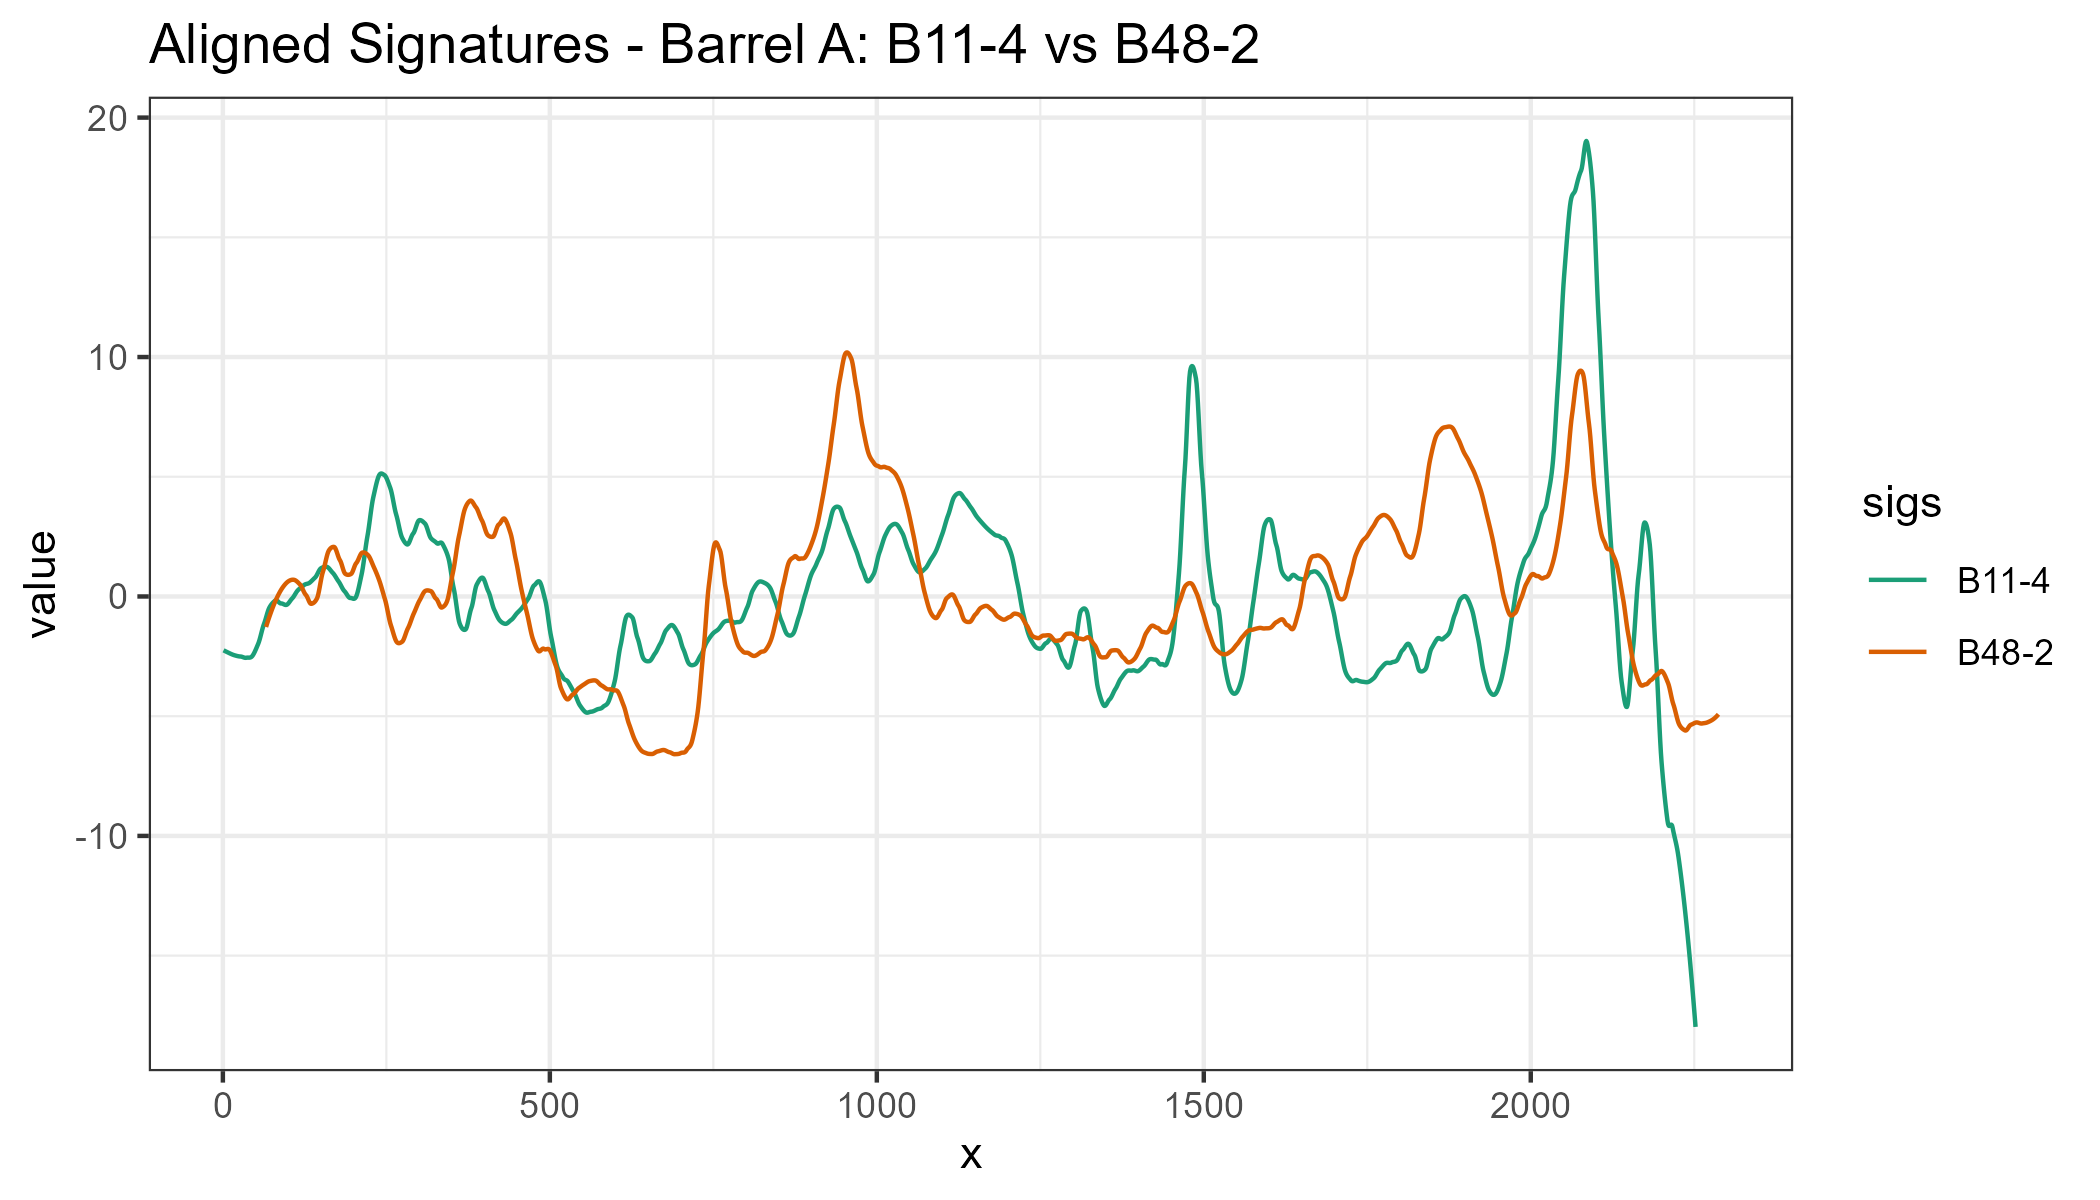 Aligned Signatures - Barrel A: B11-4 vs B48-2
20
10
0
-10
value
0 500 1000 1500 2000
x
sigs
B11-4
B48-2